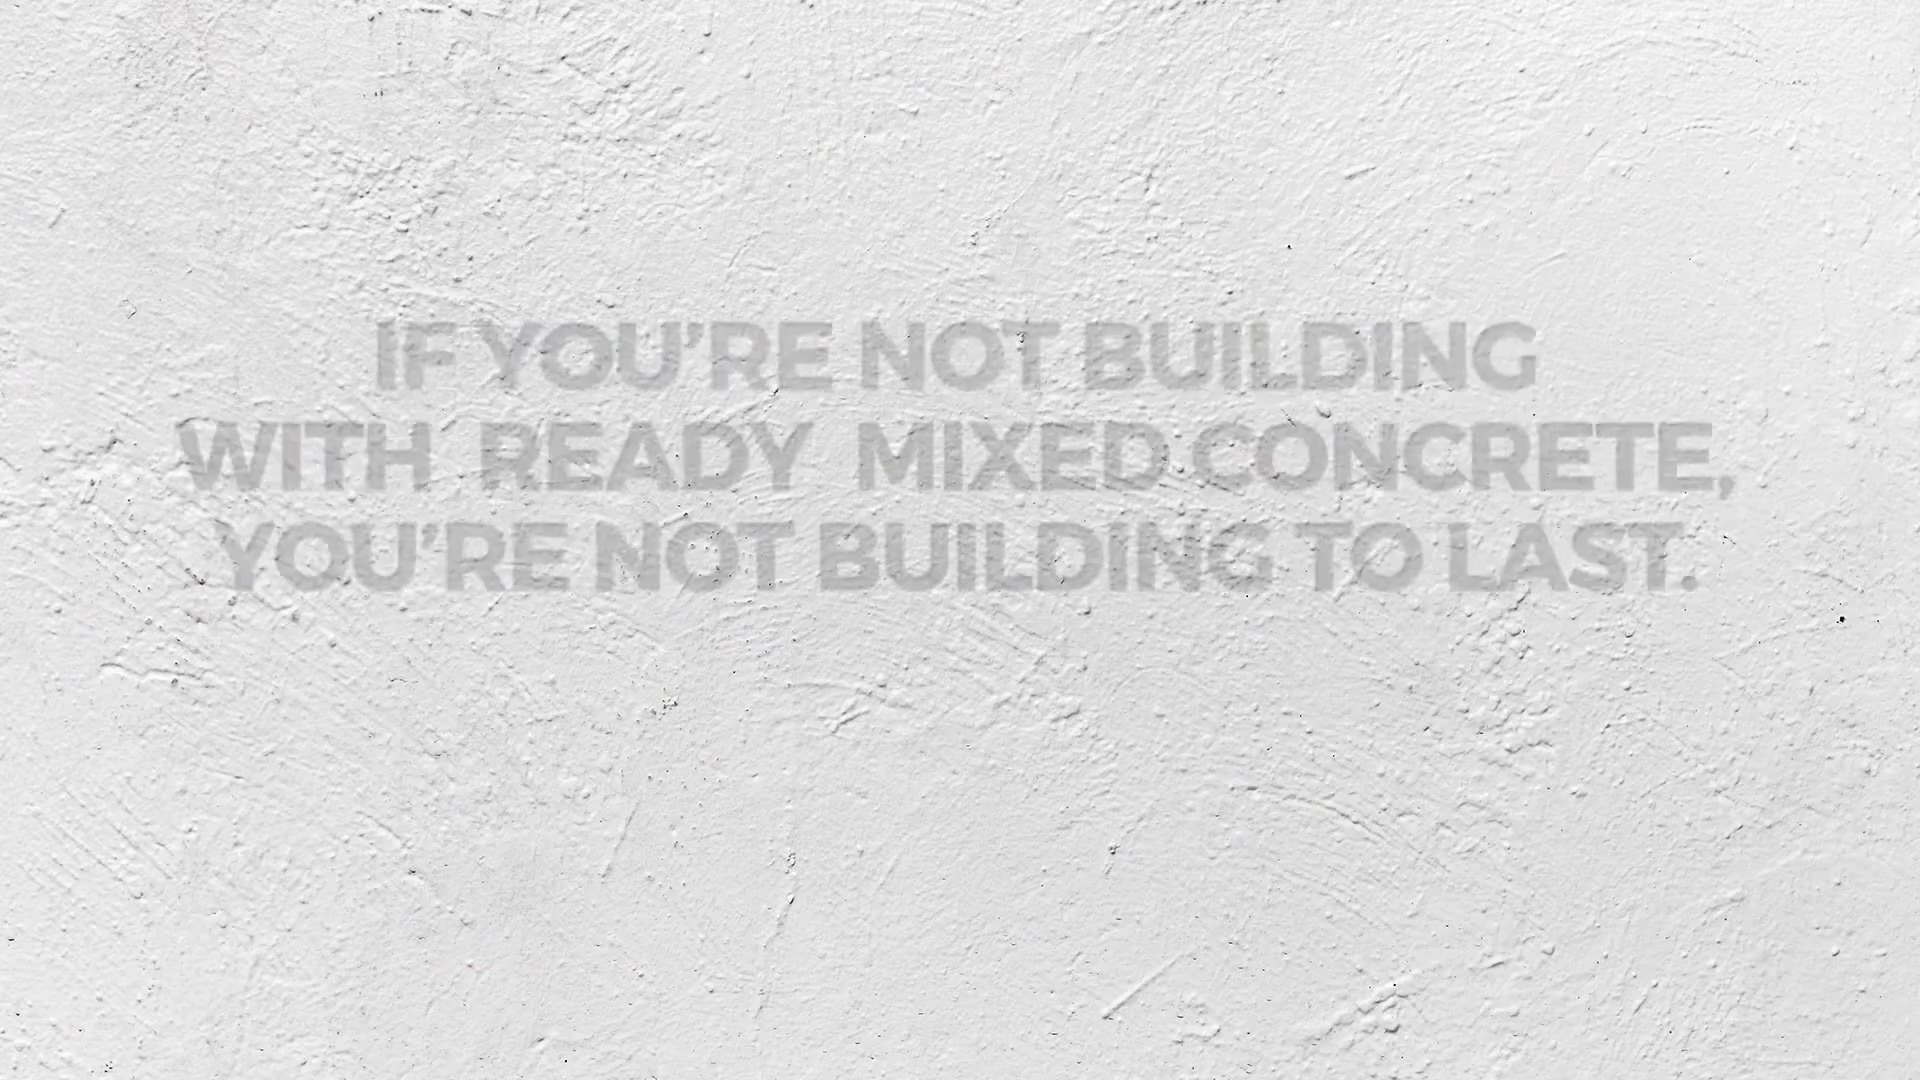 IF YOU'RE NOT BUILDING
WITH READY MIXED CONCRETE,
YOU'RE NOT BUILDING TO LAST.